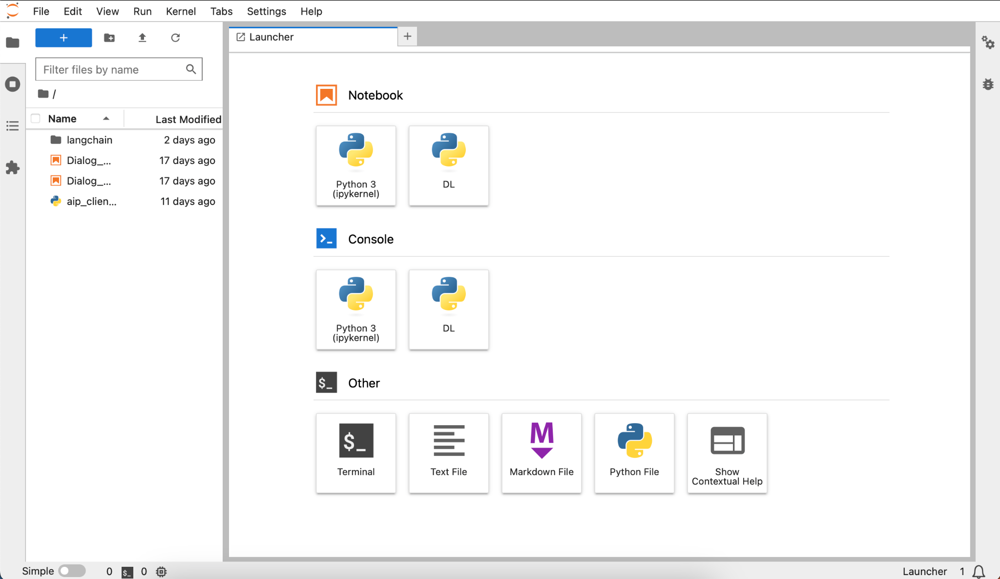 File Edit View Run Kernel Tabs Settings Help
+
Launcher
+
Filter files by name
/
Name Last Modified
langchain 2 days ago
Dialog_... 17 days ago
Dialog_... 17 days ago
aip_clien... 11 days ago
Notebook
Python 3
(ipykernel)
DL
>_ Console
Python 3
(ipykernel)
DL
$_ Other
$_
Terminal
Text File
M
Markdown File
Python File
Show
Contextual Help
Simple 0 $_ 0 Launcher 1